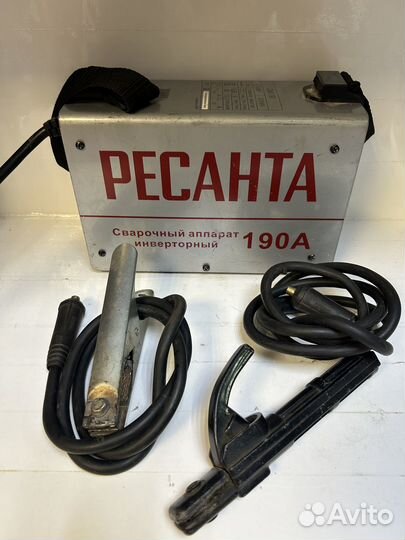 РЕСАНТА
Сварочный аппарат
инверторный 190А
Avito